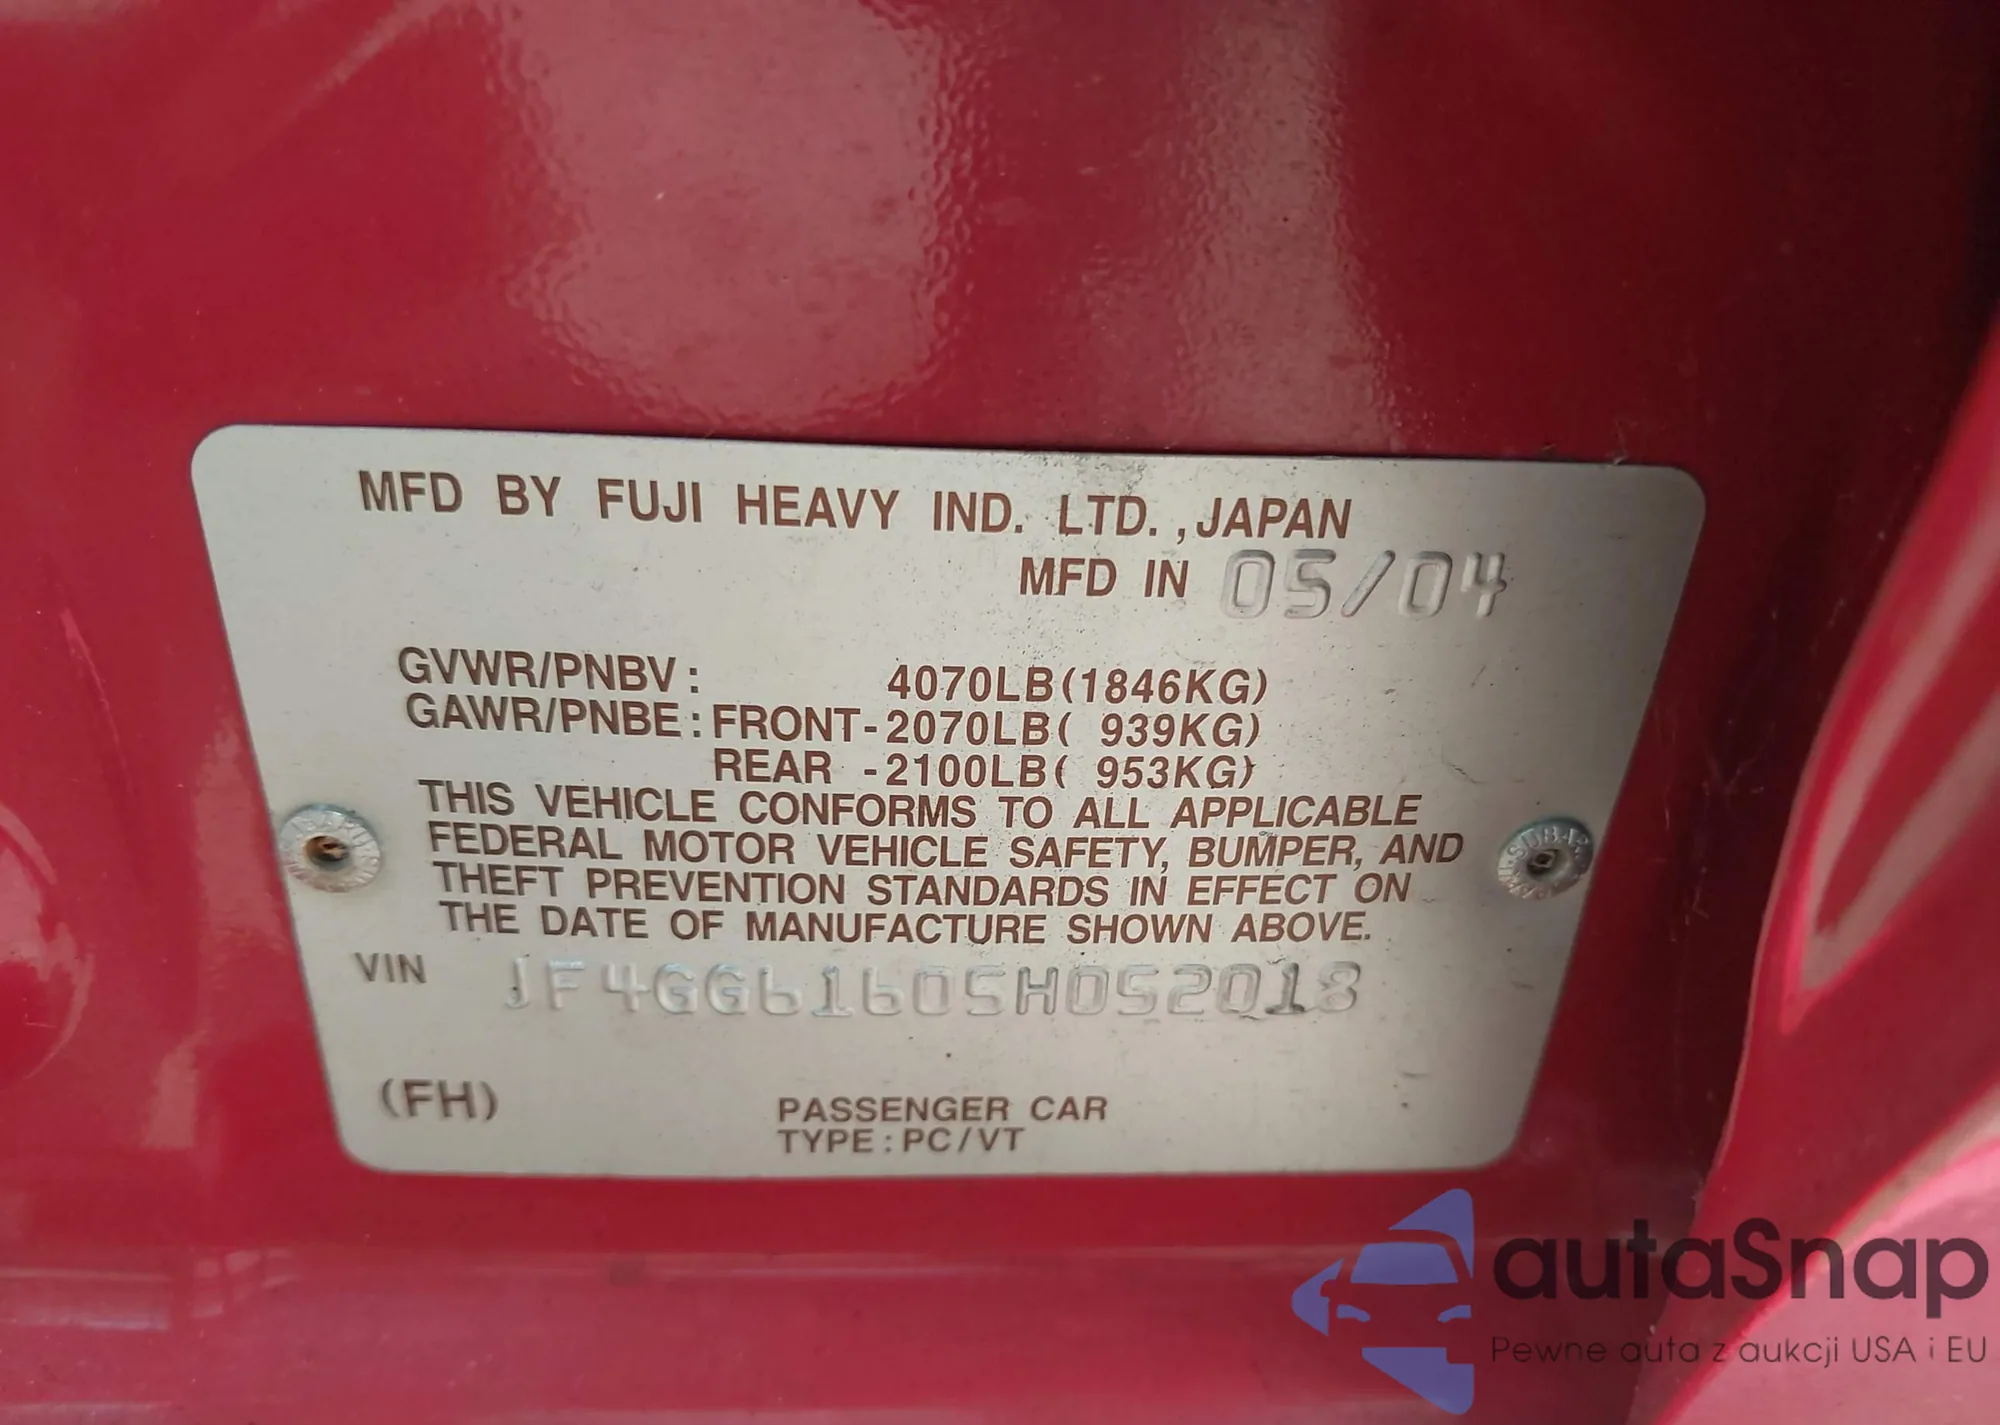 MFD BY FUJI HEAVY IND. LTD. ,JAPAN
MFD IN 05/04
GVWR/PNBV: 4070LB(1846KG)
GAWR/PNBE:FRONT-2070LB( 939KG)
REAR -2100LB( 953KG)
THIS VEHICLE CONFORMS TO ALL APPLICABLE
FEDERAL MOTOR VEHICLE SAFETY, BUMPER, AND
THEFT PREVENTION STANDARDS IN EFFECT ON
THE DATE OF MANUFACTURE SHOWN ABOVE.
VIN JF4GG61605H052018
(FH)
PASSENGER CAR
TYPE:PC/VT
autaSnap
Pewne auta z aukcji USA i EU